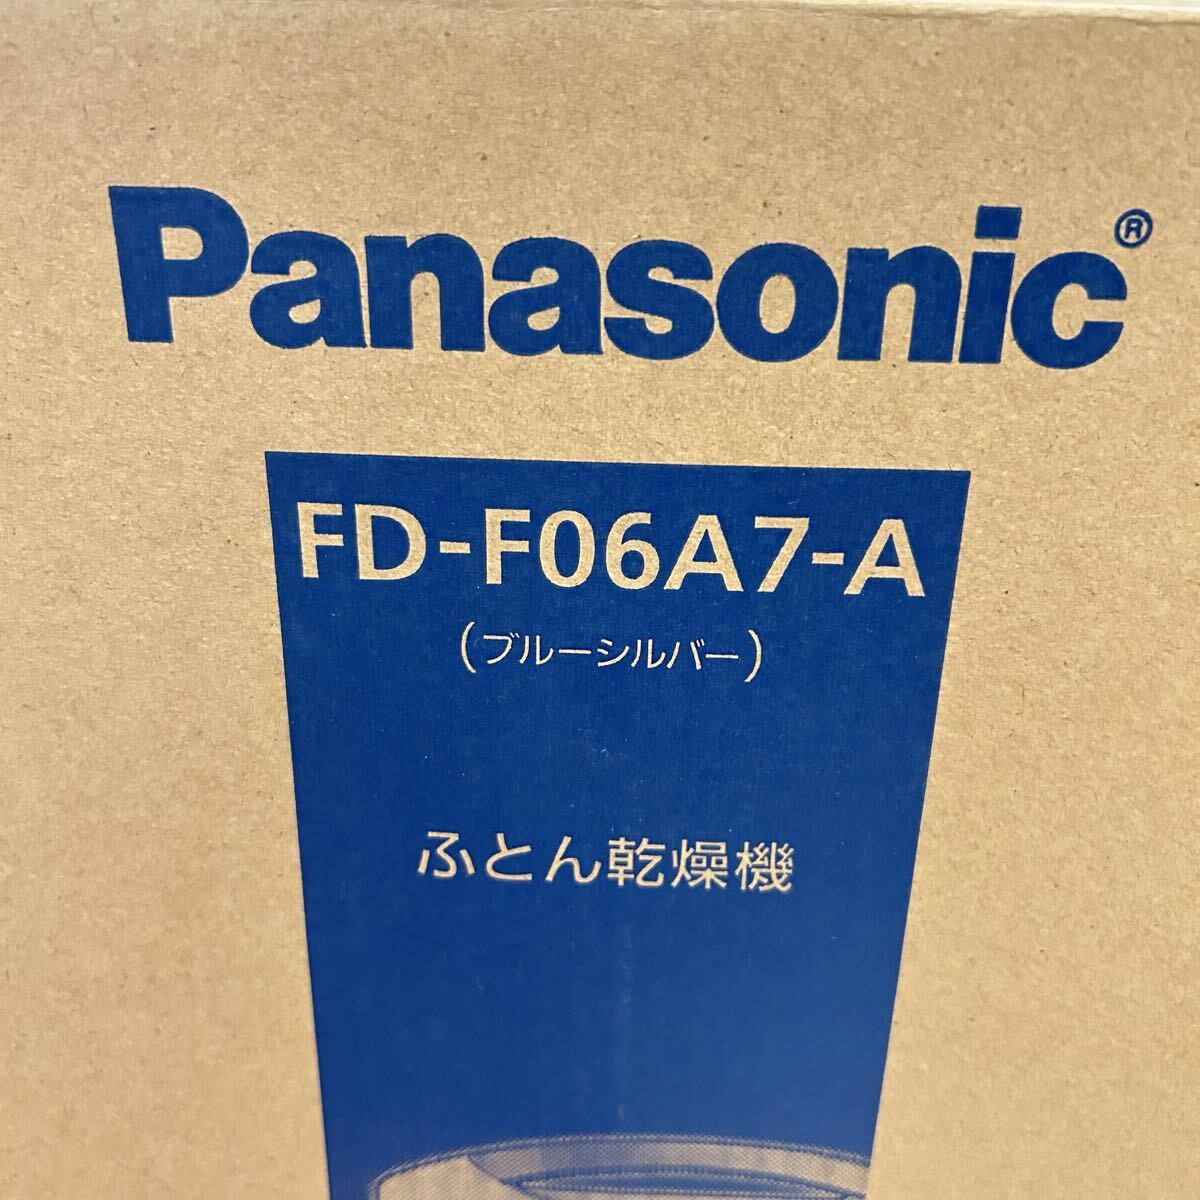 Panasonic®
FD-F06A7-A
(ブルーシルバー)
ふとん乾燥機